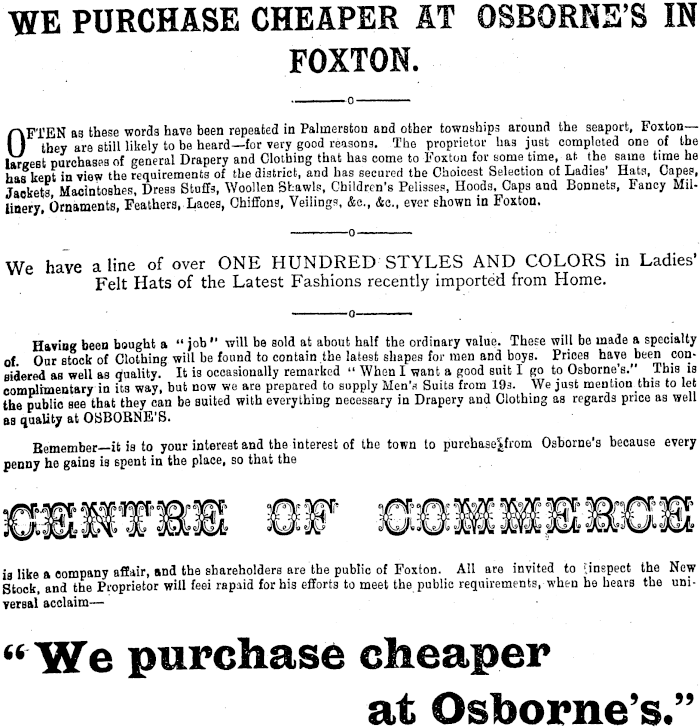 WE PURCHASE CHEAPER AT OSBORNE'S IN
FOXTON.
OFTEN as these words have been repeated in Palmerston and other townships around the seaport, Foxton—
they are still likely to be heard—for very good reasons. The proprietor has just completed one of the
largest purchases of general Drapery and Clothing that has come to Foxton for some time, at the same time he
has kept in view the requirements of the district, and has secured the Choicest Selection of Ladies' Hats, Capes,
Jackets, Macintoshes, Dress Stuffs, Woollen Shawls, Children's Pelisses, Hoods, Caps and Bonnets, Fancy Mil-
linery, Ornaments, Feathers, Laces, Chiffons, Veilings, &c., &c., ever shown in Foxton.
We have a line of over ONE HUNDRED STYLES AND COLORS in Ladies'
Felt Hats of the Latest Fashions recently imported from Home.
Having been bought a "job" will be sold at about half the ordinary value. These will be made a specialty
of. Our stock of Clothing will be found to contain the latest shapes for men and boys. Prices have been con-
sidered as well as quality. It is occasionally remarked "When I want a good suit I go to Osborne's." This is
complimentary in its way, but now we are prepared to supply Men's Suits from 19s. We just mention this to let
the public see that they can be suited with everything necessary in Drapery and Clothing as regards price as well
as quality at OSBORNE'S.
Remember—it is to your interest and the interest of the town to purchase from Osborne's because every
penny he gains is spent in the place, so that the
CENTRE OF COMMERCE
is like a company affair, and the shareholders are the public of Foxton. All are invited to inspect the New
Stock, and the Proprietor will feel rapaid for his efforts to meet the public requirements, when he hears the uni-
versal acclaim—
"We purchase cheaper
at Osborne's."